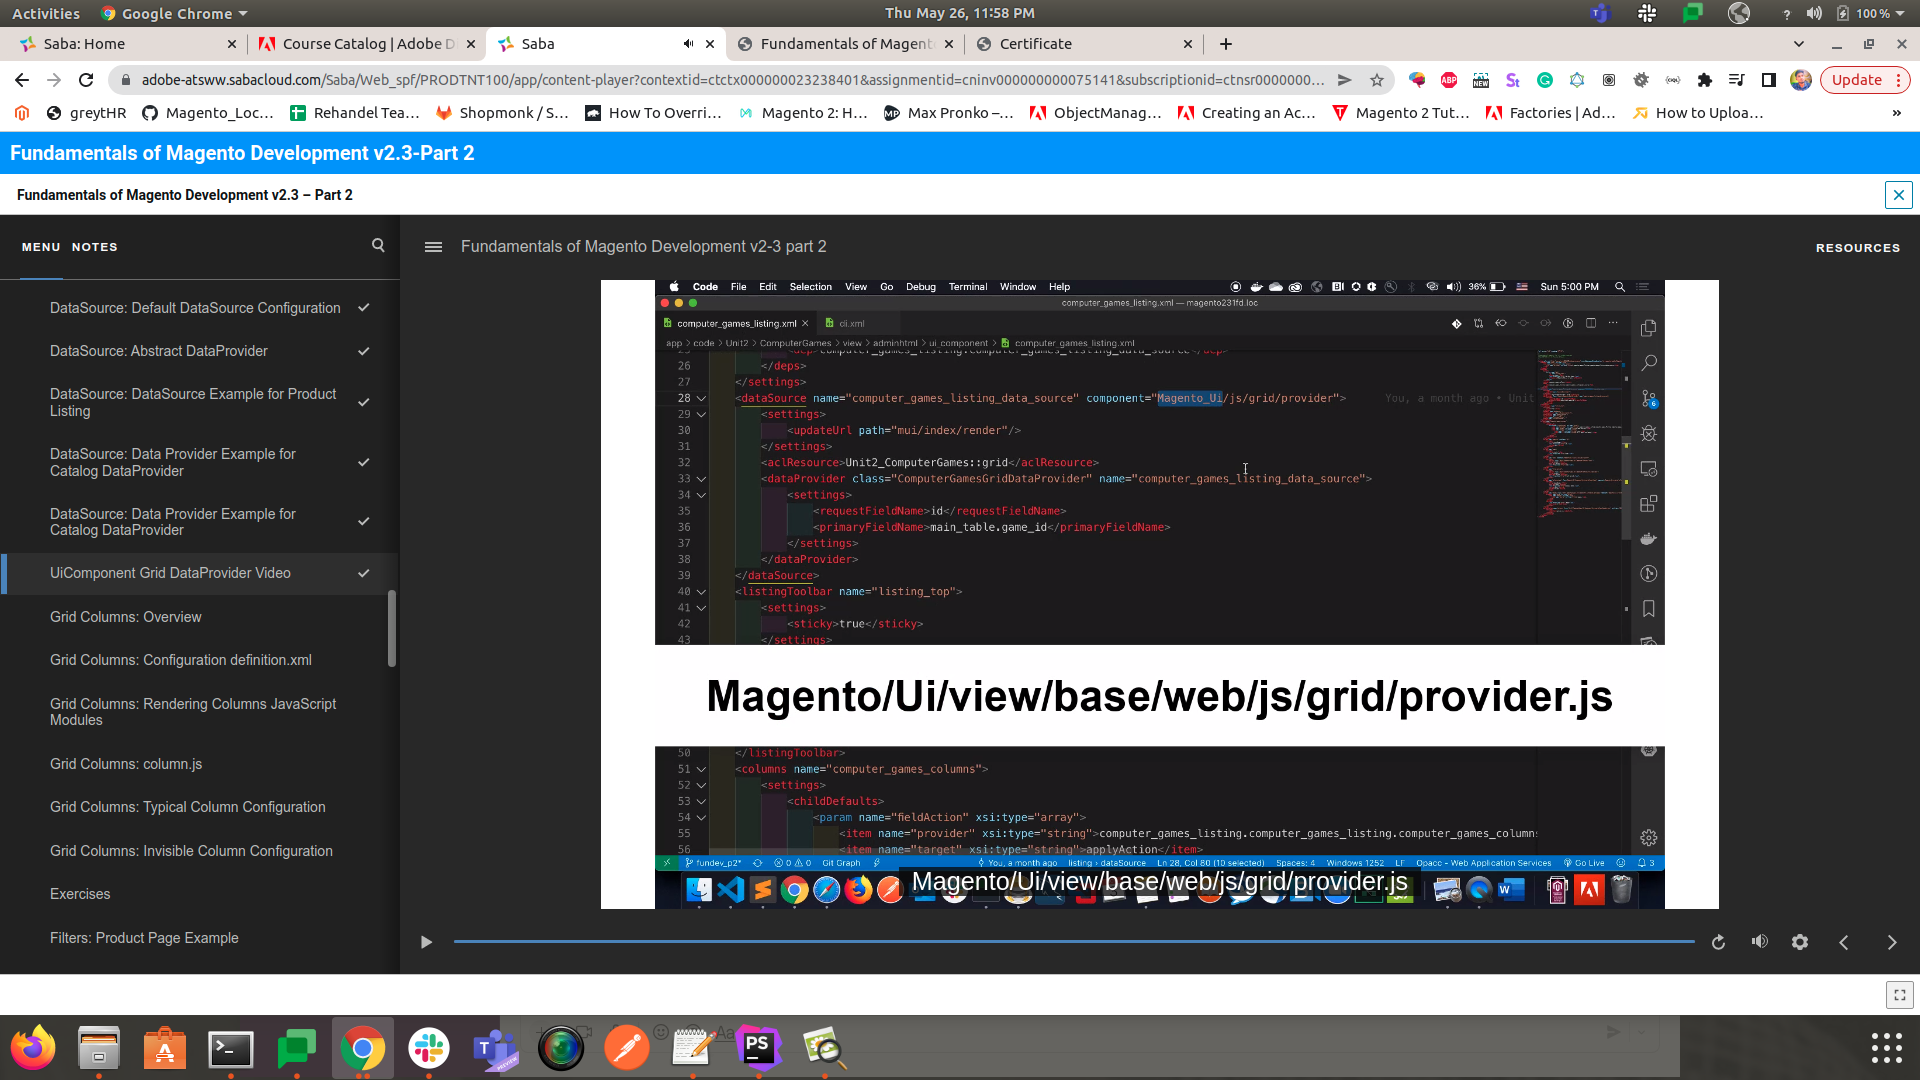 Activities
Google Chrome
Thu May 26, 11:58 PM
100 %
Saba: Home
Course Catalog | Adobe D
Saba
Fundamentals of Magent
Certificate
adobe-atsww.sabacloud.com/Saba/Web_spf/PRODTNT100/app/content-player?contextid=ctctx000000023238401&assignmentid=cninv000000000075141&subscriptionid=ctnsr0000000...
Update
greytHR
Magento_Loc...
Rehandel Tea...
Shopmonk / S...
How To Overri...
Magento 2: H...
Max Pronko –...
ObjectManag...
Creating an Ac...
Magento 2 Tut...
Factories | Ad...
How to Uploa...
Fundamentals of Magento Development v2.3-Part 2
Fundamentals of Magento Development v2.3 – Part 2
MENU NOTES
Fundamentals of Magento Development v2-3 part 2
RESOURCES
DataSource: Default DataSource Configuration
DataSource: Abstract DataProvider
DataSource: DataSource Example for Product
Listing
DataSource: Data Provider Example for
Catalog DataProvider
DataSource: Data Provider Example for
Catalog DataProvider
UiComponent Grid DataProvider Video
Grid Columns: Overview
Grid Columns: Configuration definition.xml
Grid Columns: Rendering Columns JavaScript
Modules
Grid Columns: column.js
Grid Columns: Typical Column Configuration
Grid Columns: Invisible Column Configuration
Exercises
Filters: Product Page Example
Code File Edit Selection View Go Debug Terminal Window Help
36% Sun 5:00 PM
computer_games_listing.xml — magento231fd.loc
computer_games_listing.xml
di.xml
app > code > Unit2 > ComputerGames > view > adminhtml > ui_component > computer_games_listing.xml
26 </deps>
27 </settings>
28 <dataSource name="computer_games_listing_data_source" component="Magento_Ui/js/grid/provider"> You, a month ago • Unit
29 <settings>
30 <updateUrl path="mui/index/render"/>
31 </settings>
32 <aclResource>Unit2_ComputerGames::grid</aclResource>
33 <dataProvider class="ComputerGamesGridDataProvider" name="computer_games_listing_data_source">
34 <settings>
35 <requestFieldName>id</requestFieldName>
36 <primaryFieldName>main_table.game_id</primaryFieldName>
37 </settings>
38 </dataProvider>
39 </dataSource>
40 <listingToolbar name="listing_top">
41 <settings>
42 <sticky>true</sticky>
43 </settings>
Magento/Ui/view/base/web/js/grid/provider.js
50 </listingToolbar>
51 <columns name="computer_games_columns">
52 <settings>
53 <childDefaults>
54 <param name="fieldAction" xsi:type="array">
55 <item name="provider" xsi:type="string">computer_games_listing.computer_games_listing.computer_games_column
56 <item name="target" xsi:type="string">applyAction</item>
fundev_p2* 0 0 Git Graph You, a month ago listing > dataSource Ln 28, Col 80 (10 selected) Spaces: 4 Windows 1252 LF Opacc - Web Application Services Go Live 3
Magento/Ui/view/base/web/js/grid/provider.js